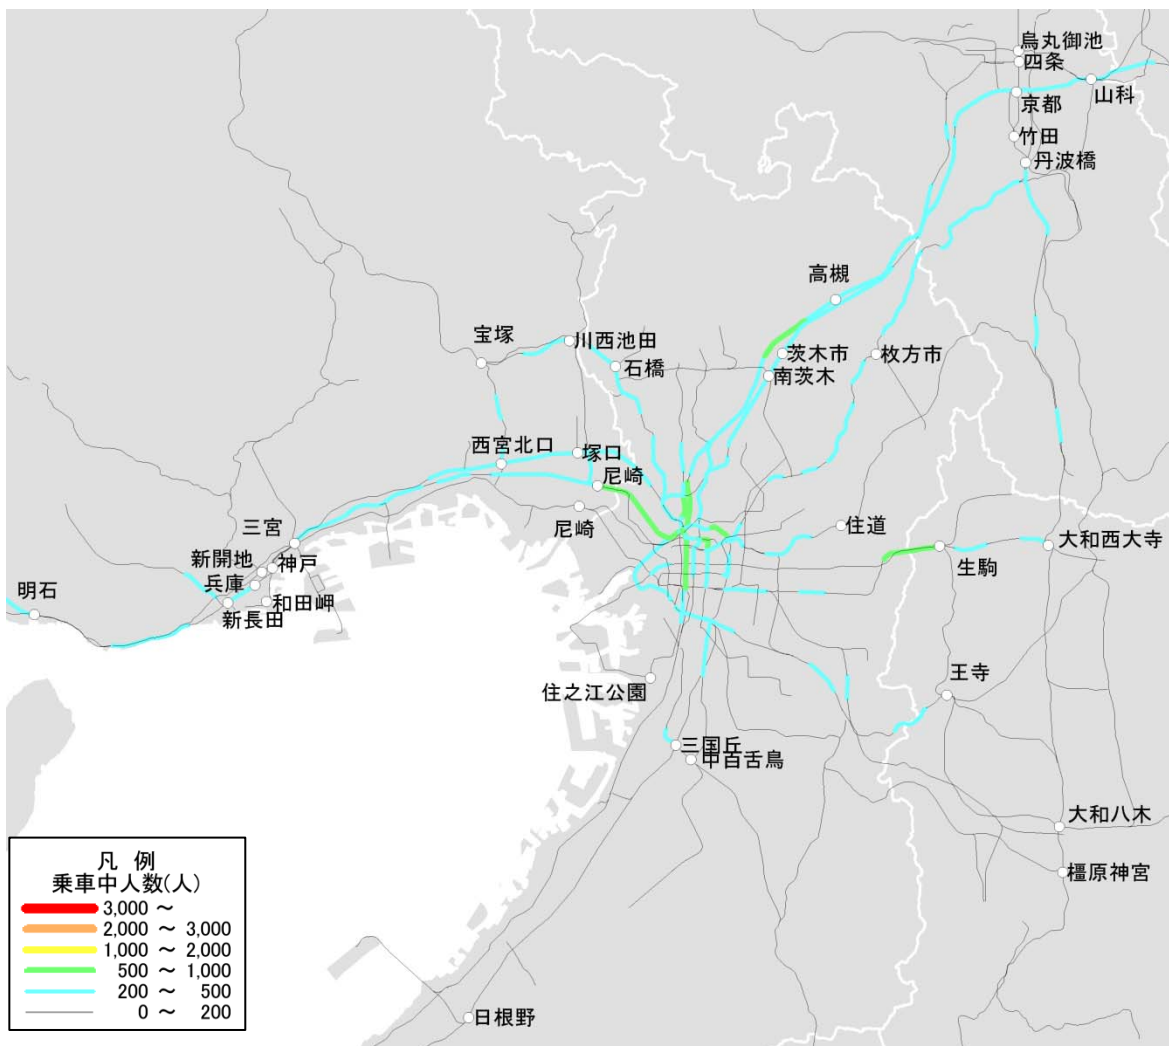 烏丸御池
四条
山科
京都
竹田
丹波橋
高槻
宝塚
川西池田
石橋
茨木市
南茨木
枚方市
西宮北口
塚口
尼崎
尼崎
住道
三宮
新開地
神戸
兵庫
和田岬
新長田
明石
大和西大寺
生駒
王寺
住之江公園
三国丘
中百舌鳥
大和八木
橿原神宮
日根野
凡 例
乗車中人数(人)
3,000 ~
2,000 ~ 3,000
1,000 ~ 2,000
500 ~ 1,000
200 ~ 500
0 ~ 200